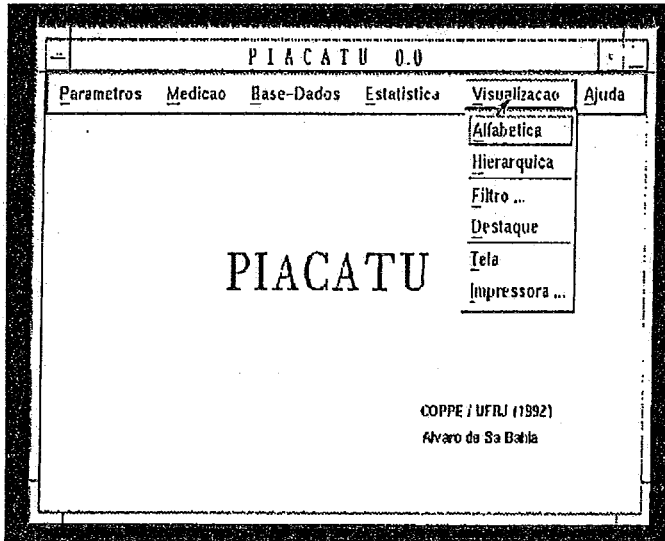 PIACATU 0.0
Parametros Medicao Base-Dados Estatistica Visualizacao Ajuda
Alfabetica
Hierarquica
Filtro ...
Destaque
Tela
Impressora ...
PIACATU
COPPE / UFRJ (1992)
Alvaro de Sa Bahia